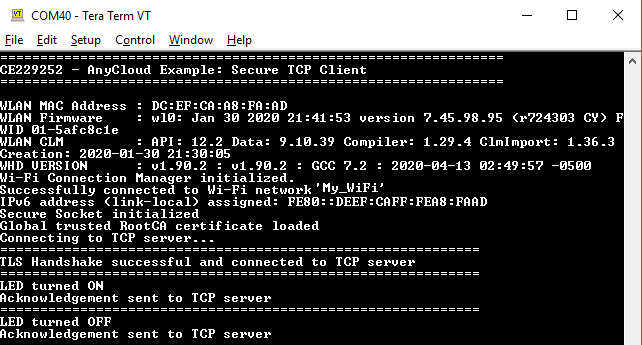 COM40 - Tera Term VT
File Edit Setup Control Window Help
==============================================================
CE229252 - AnyCloud Example: Secure TCP Client
==============================================================
WLAN MAC Address : DC:EF:CA:A8:FA:AD
WLAN Firmware    : wl0: Jan 30 2020 21:41:53 version 7.45.98.95 (r724303 CY) F
WID 01-5afc8c1e
WLAN CLM         : API: 12.2 Data: 9.10.39 Compiler: 1.29.4 ClmImport: 1.36.3
Creation: 2020-01-30 21:30:05
WHD VERSION      : v1.90.2 : v1.90.2 : GCC 7.2 : 2020-04-13 02:49:57 -0500
Wi-Fi Connection Manager initialized.
Successfully connected to Wi-Fi network 'My_WiFi'
IPv6 address (link-local) assigned: FE80::DEEF:CAFF:FEA8:FAAD
Secure Socket initialized
Global trusted RootCA certificate loaded
Connecting to TCP server...
===========================================================
TLS Handshake successful and connected to TCP server
===========================================================
LED turned ON
Acknowledgement sent to TCP server
===========================================================
LED turned OFF
Acknowledgement sent to TCP server